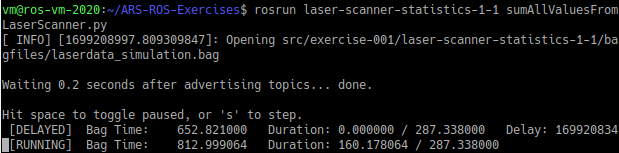 vm@ros-vm-2020:~/ARS-ROS-Exercises$ rosrun laser-scanner-statistics-1-1 sumAllValuesFrom
LaserScanner.py
[ INFO] [1699208997.809309847]: Opening src/exercise-001/laser-scanner-statistics-1-1/ba
gfiles/laserdata_simulation.bag

Waiting 0.2 seconds after advertising topics... done.

Hit space to toggle paused, or 's' to step.
[DELAYED]  Bag Time:    652.821000   Duration: 0.000000 / 287.338000   Delay: 169920834
[RUNNING]  Bag Time:    812.999064   Duration: 160.178064 / 287.338000